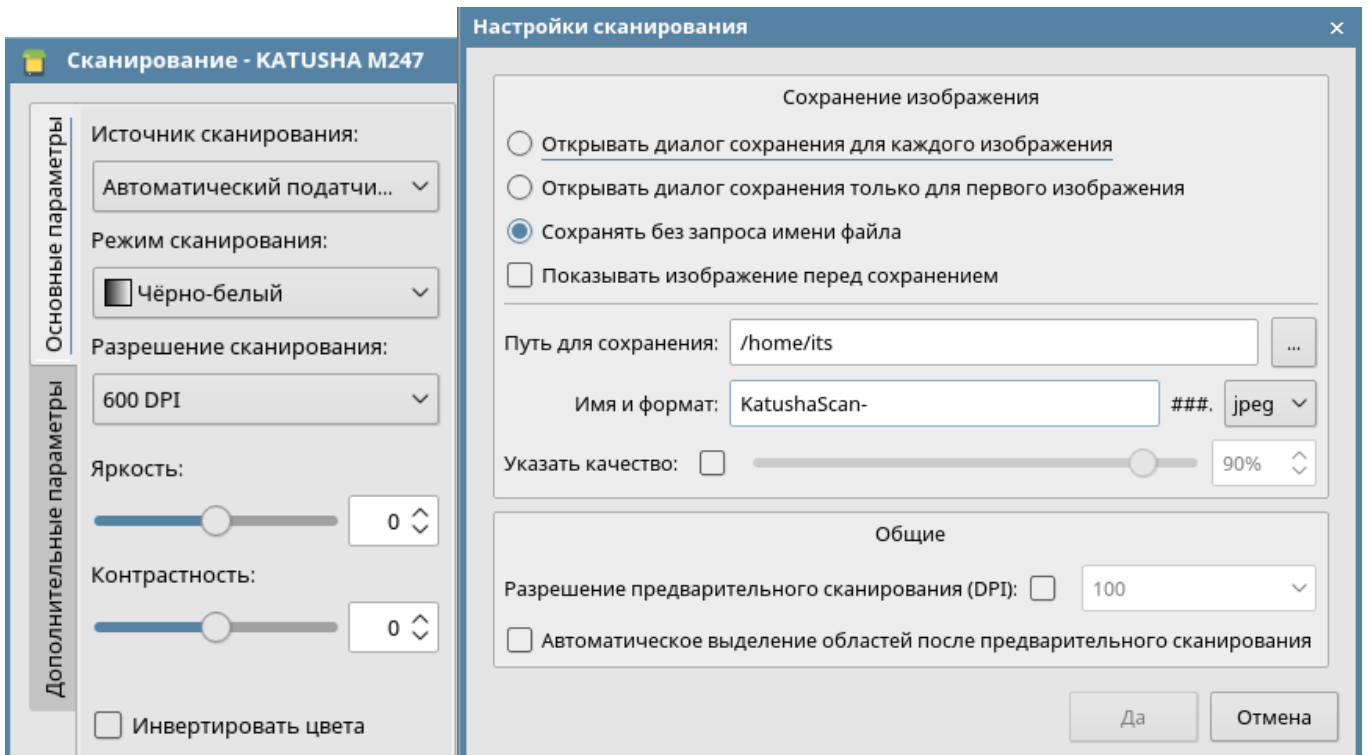 Сканирование - KATUSHA M247
Основные параметры
Дополнительные параметры
Источник сканирования:
Автоматический податчи...
Режим сканирования:
Чёрно-белый
Разрешение сканирования:
600 DPI
Яркость:
0
Контрастность:
0
Инвертировать цвета
Настройки сканирования
Сохранение изображения
Открывать диалог сохранения для каждого изображения
Открывать диалог сохранения только для первого изображения
Сохранять без запроса имени файла
Показывать изображение перед сохранением
Путь для сохранения: /home/its ...
Имя и формат: KatushaScan- ###. jpeg
Указать качество: 90%
Общие
Разрешение предварительного сканирования (DPI): 100
Автоматическое выделение областей после предварительного сканирования
Да Отмена